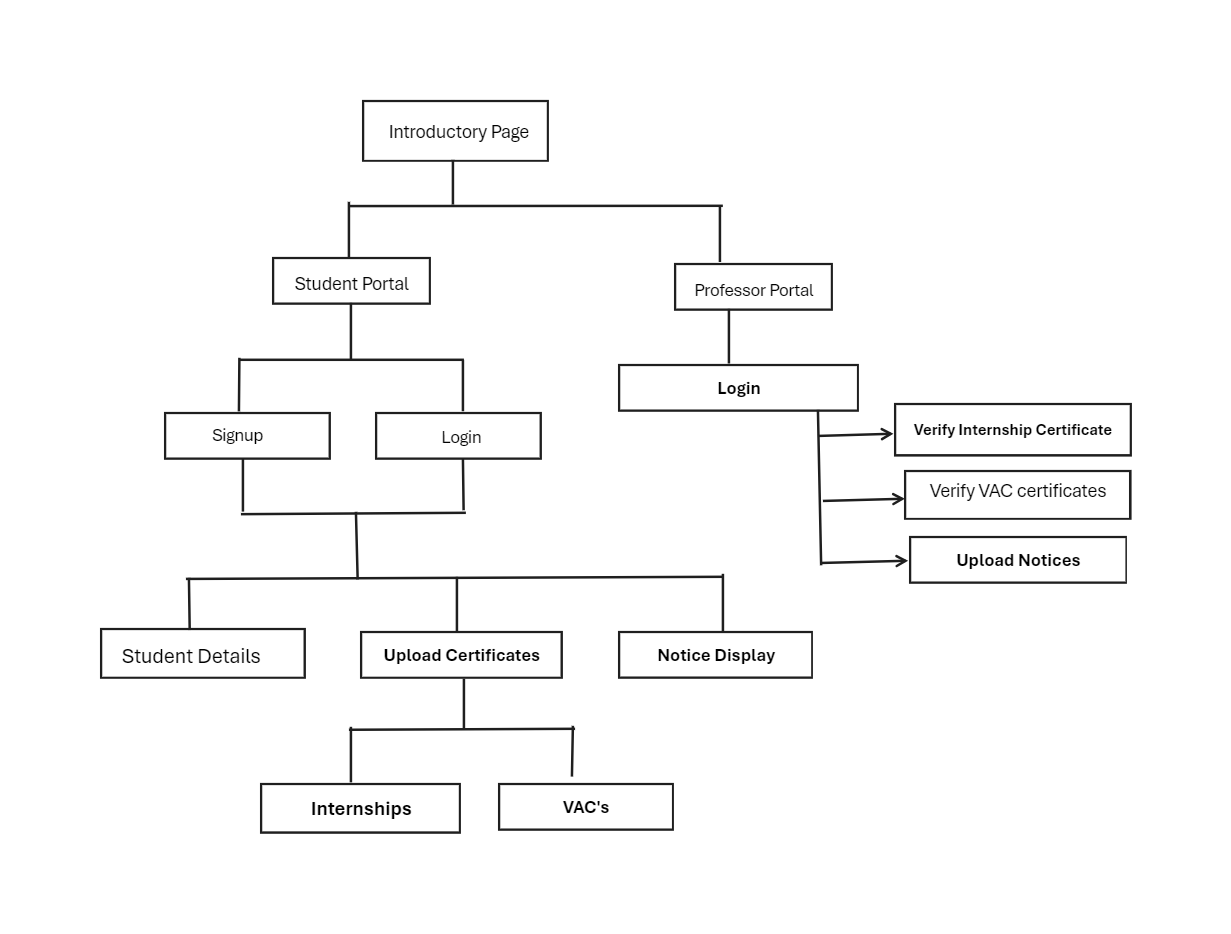 Introductory Page
Student Portal
Professor Portal
Login
Signup
Login
Verify Internship Certificate
Verify VAC certificates
Upload Notices
Student Details
Upload Certificates
Notice Display
Internships
VAC's